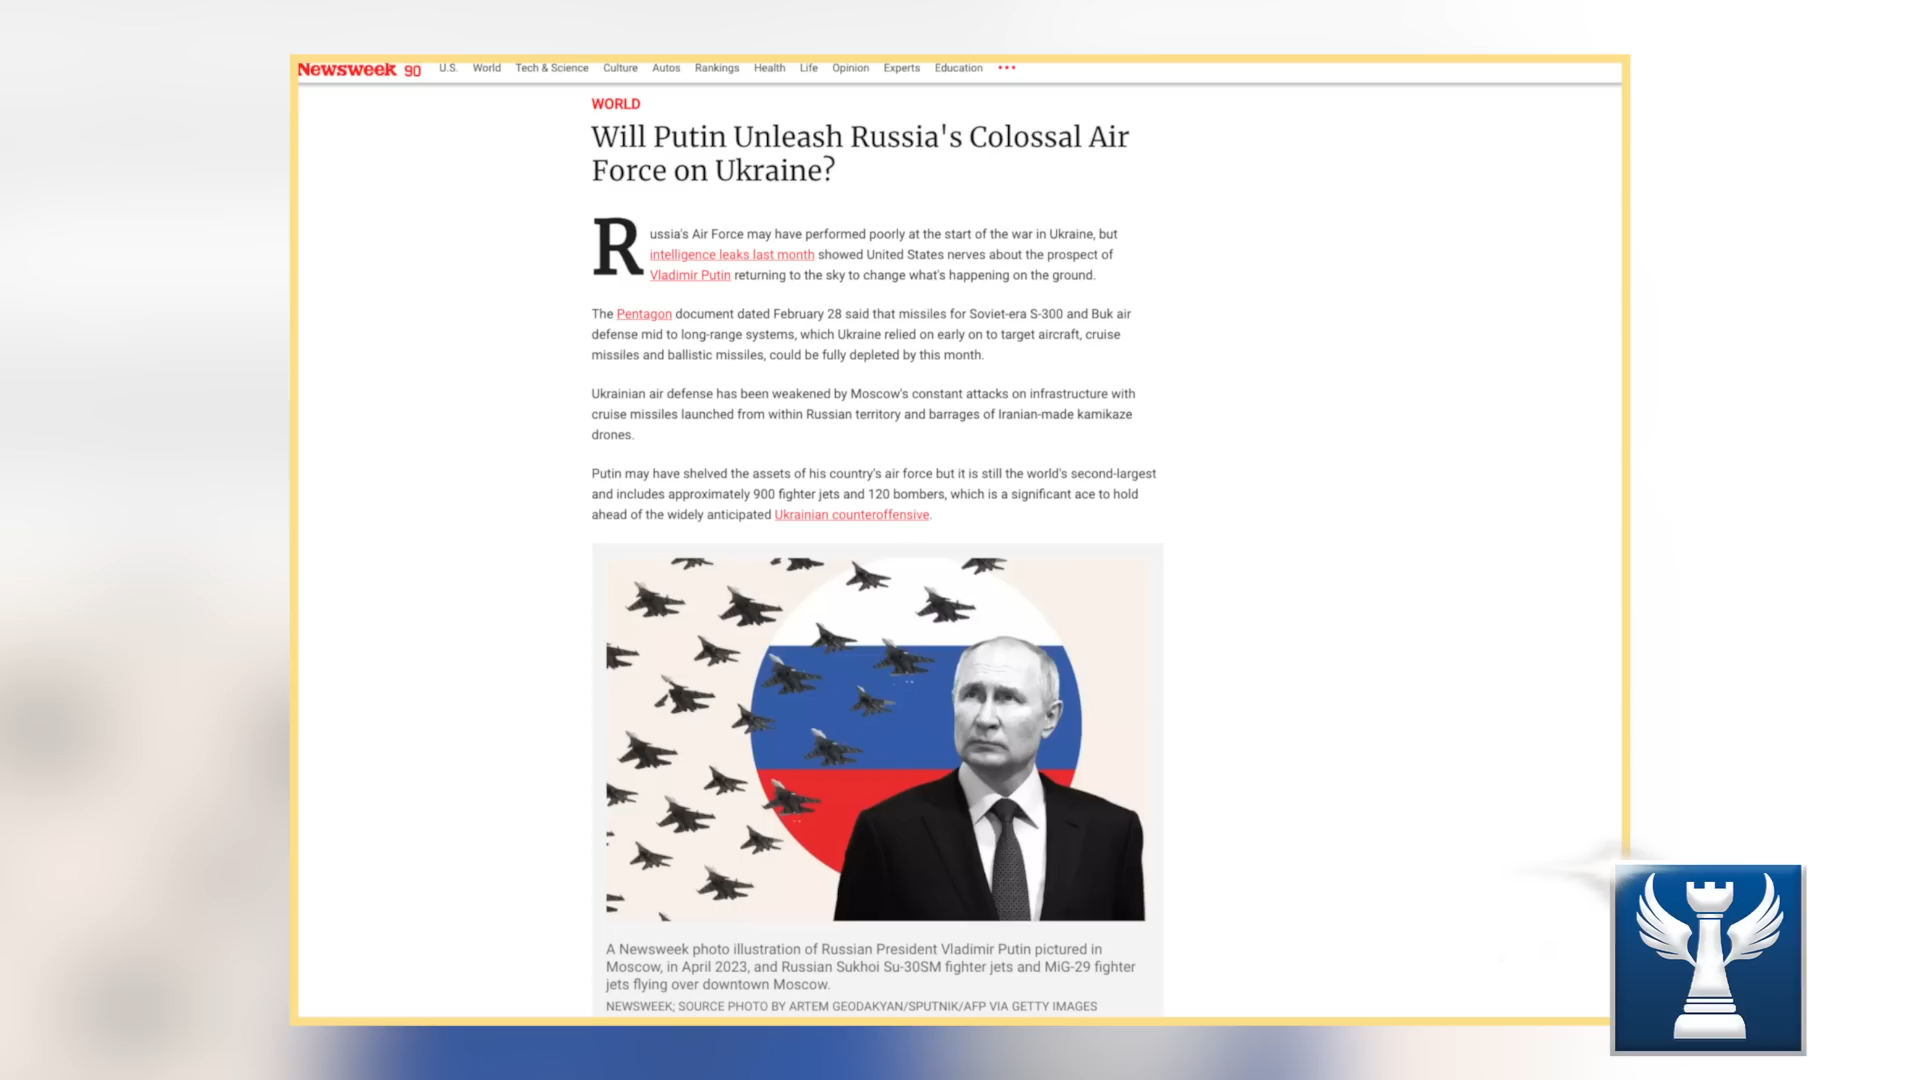 Newsweek 90 U.S. World Tech & Science Culture Autos Rankings Health Life Opinion Experts Education
WORLD
Will Putin Unleash Russia's Colossal Air
Force on Ukraine?
Russia's Air Force may have performed poorly at the start of the war in Ukraine, but
intelligence leaks last month showed United States nerves about the prospect of
Vladimir Putin returning to the sky to change what's happening on the ground.
The Pentagon document dated February 28 said that missiles for Soviet-era S-300 and Buk air
defense mid to long-range systems, which Ukraine relied on early on to target aircraft, cruise
missiles and ballistic missiles, could be fully depleted by this month.
Ukrainian air defense has been weakened by Moscow's constant attacks on infrastructure with
cruise missiles launched from within Russian territory and barrages of Iranian-made kamikaze
drones.
Putin may have shelved the assets of his country's air force but it is still the world's second-largest
and includes approximately 900 fighter jets and 120 bombers, which is a significant ace to hold
ahead of the widely anticipated Ukrainian counteroffensive.
A Newsweek photo illustration of Russian President Vladimir Putin pictured in
Moscow, in April 2023, and Russian Sukhoi Su-30SM fighter jets and MiG-29 fighter
jets flying over downtown Moscow.
NEWSWEEK; SOURCE PHOTO BY ARTEM GEODAKYAN/SPUTNIK/AFP VIA GETTY IMAGES